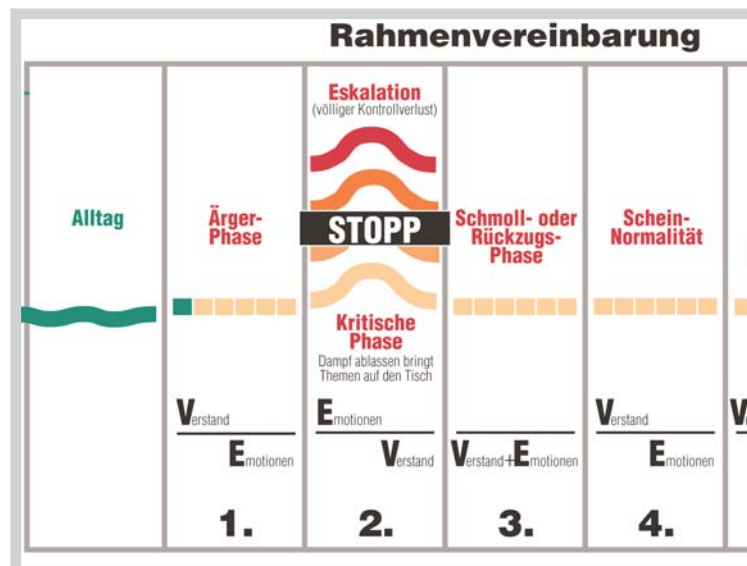 Rahmenvereinbarung
Alltag
Ärger-
Phase
Verstand
Emotionen
1.
Eskalation
(völliger Kontrollverlust)
STOPP
Kritische
Phase
Dampf ablassen bringt
Themen auf den Tisch
Emotionen
Verstand
2.
Schmoll- oder
Rückzugs-
Phase
Verstand+Emotionen
3.
Schein-
Normalität
Verstand
Emotionen
4.